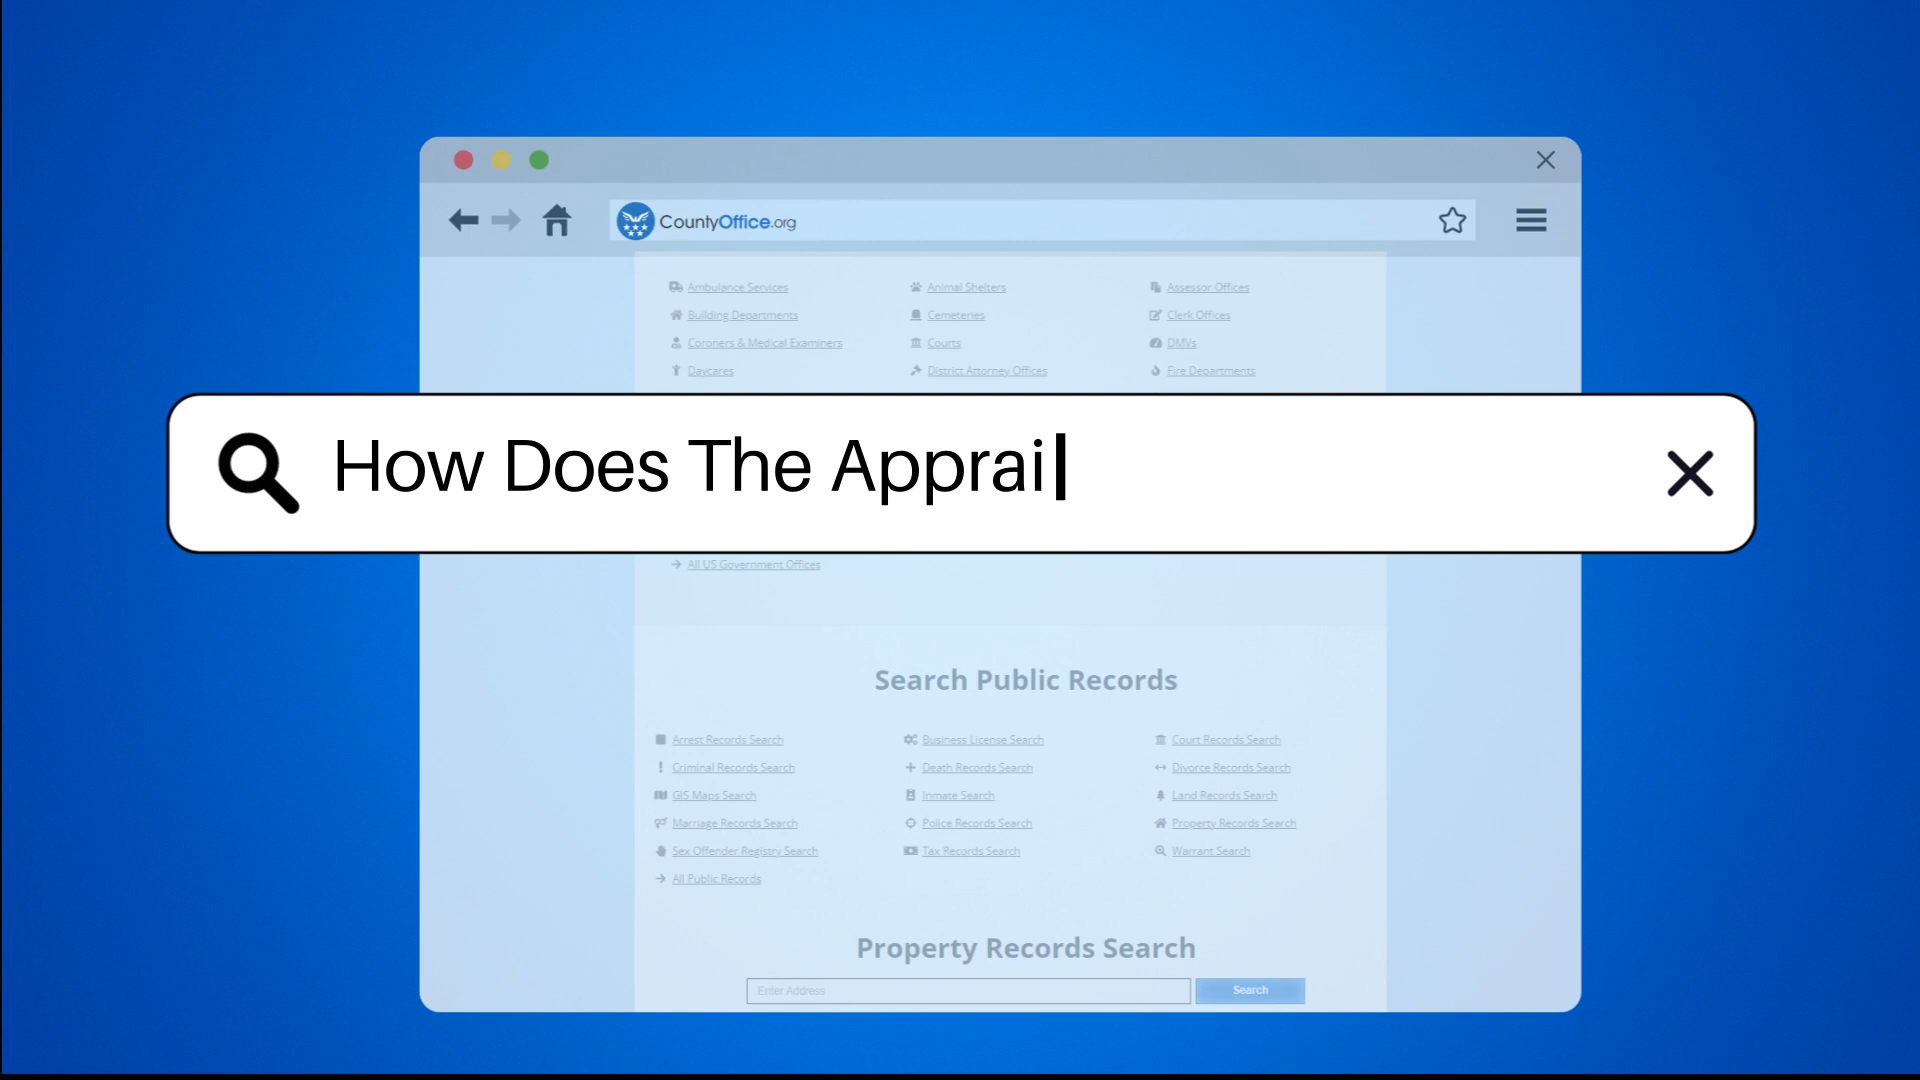 CountyOffice.org
Ambulance Services Animal Shelters Assessor Offices
Building Departments Cemeteries Clerk Offices
Coroners & Medical Examiners Courts DMVs
Daycares District Attorney Offices Fire Departments
How Does The Apprai
All US Government Offices
Search Public Records
Arrest Records Search Business License Search Court Records Search
Criminal Records Search Death Records Search Divorce Records Search
GIS Maps Search Inmate Search Land Records Search
Marriage Records Search Police Records Search Property Records Search
Sex Offender Registry Search Tax Records Search Warrant Search
All Public Records
Property Records Search
Enter Address Search